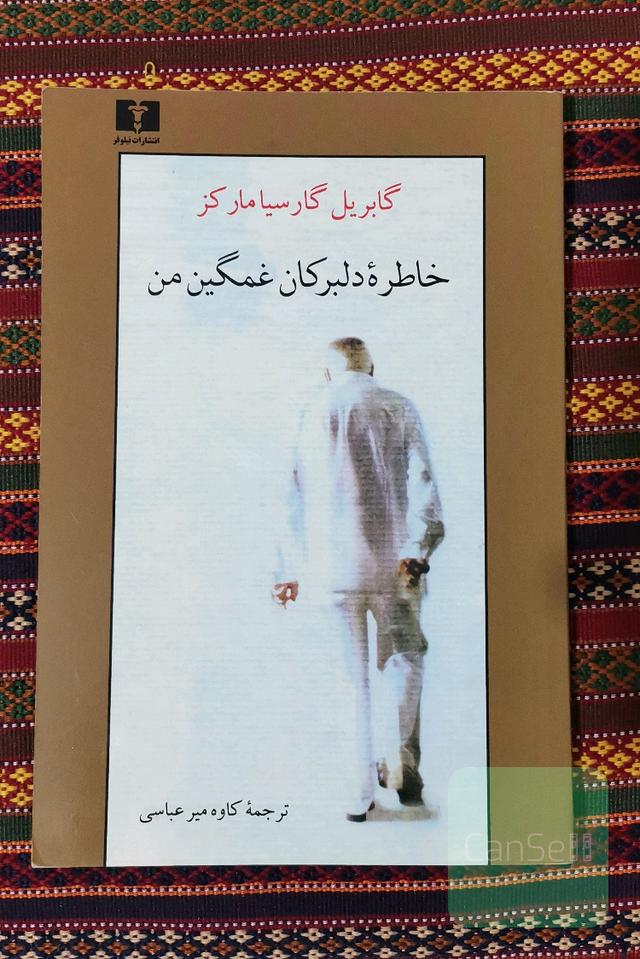 انتشارات نیلوفر
گابریل گارسیا مارکز
خاطرهٔ دلبرکان غمگین من
ترجمهٔ کاوه میر عباسی
CanSell